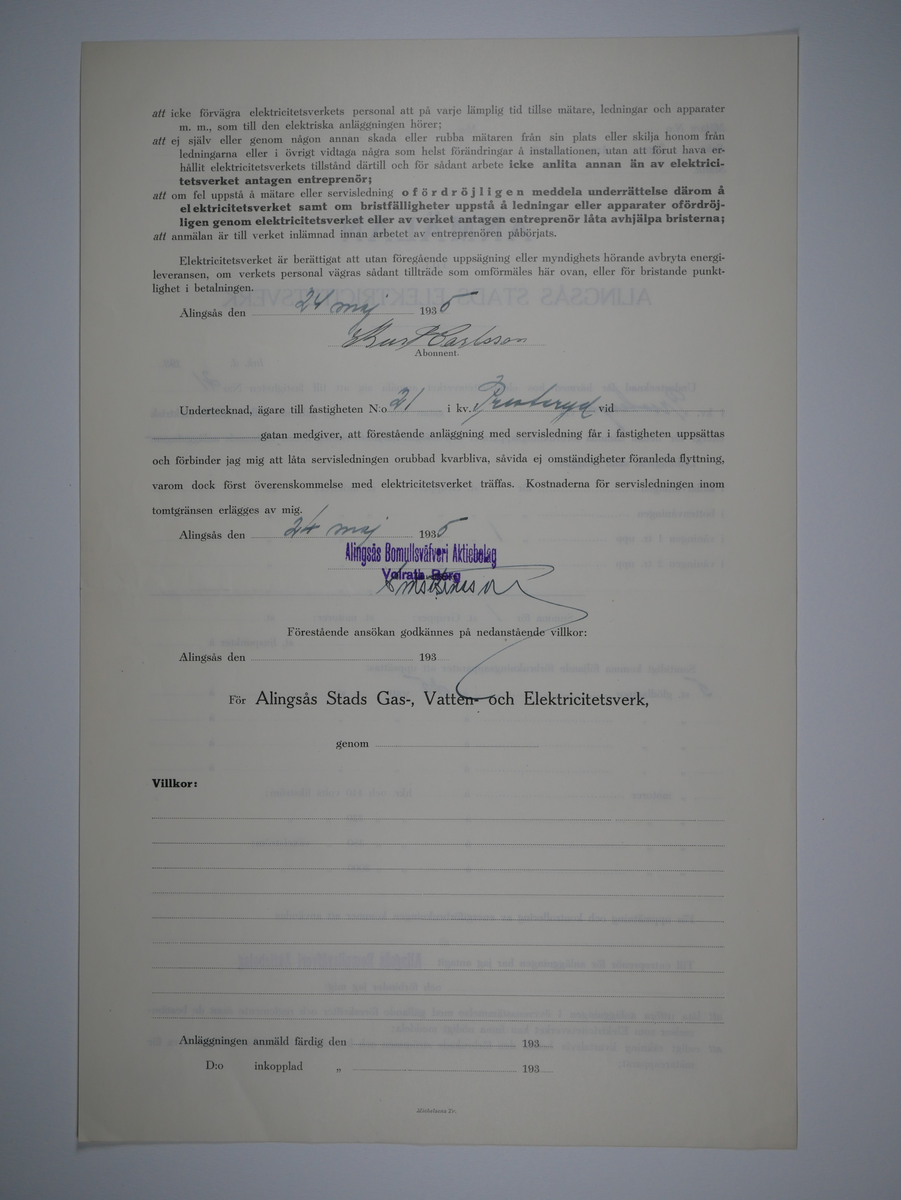 att icke förvägra elektricitetsverkets personal att på varje lämplig tid tillse mätare, ledningar och apparater
m. m., som till den elektriska anläggningen hörer;
att ej själv eller genom någon annan skada eller rubba mätaren från sin plats eller skilja honom från
ledningarna eller i övrigt vidtaga några som helst förändringar å installationen, utan att förut hava er-
hållit elektricitetsverkets tillstånd därtill och för sådant arbete icke anlita annan än av elektrici-
tetsverket antagen entreprenör;
att om fel uppstå å mätare eller servisledning ofördröjligen meddela underrättelse därom å
elektricitetsverket samt om bristfälligheter uppstå å ledningar eller apparater ofördröj-
ligen genom elektricitetsverket eller av verket antagen entreprenör låta avhjälpa bristerna;
att anmälan är till verket inlämnad innan arbetet av entreprenören påbörjats.
Elektricitetsverket är berättigat att utan föregående uppsägning eller myndighets hörande avbryta energi-
leveransen, om verkets personal vägras sådant tillträde som omförmäles här ovan, eller för bristande punkt-
lighet i betalningen.
Alingsås den 24 maj 1935
Carlsson
Abonnent.
Undertecknad, ägare till fastigheten N:o 21 i kv. Prästeryd vid
gatan medgiver, att förestående anläggning med servisledning får i fastigheten uppsättas
och förbinder jag mig att låta servisledningen orubbad kvarbliva, såvida ej omständigheter föranleda flyttning,
varom dock först överenskommelse med elektricitetsverket träffas. Kostnaderna för servisledningen inom
tomtgränsen erlägges av mig.
Alingsås den 24 maj 1935
Alingsås Bomullsväfveri Aktiebolag
Volrath Berg
Förestående ansökan godkännes på nedanstående villkor:
Alingsås den 193
För Alingsås Stads Gas-, Vatten- och Elektricitetsverk,
genom
Villkor:
Anläggningen anmäld färdig den 193
D:o inkopplad „ 193